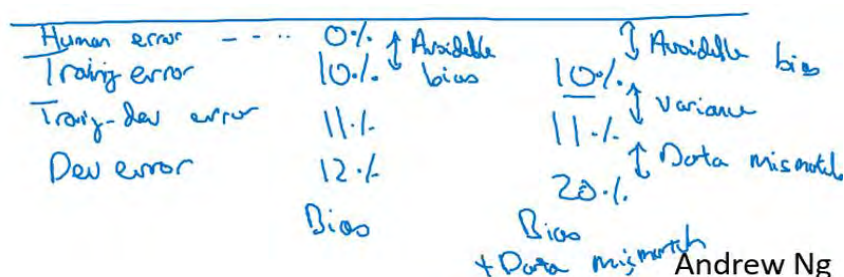 Human error - - - .. 0% ↕ Avoidable bias ↕ Avoidable bias
Training error 10% 10%
↕ variance
Training-dev error 11% 11%
↕ Data mismatch
Dev error 12% 20%
Bias Bias
+ Data mismatch
Andrew Ng